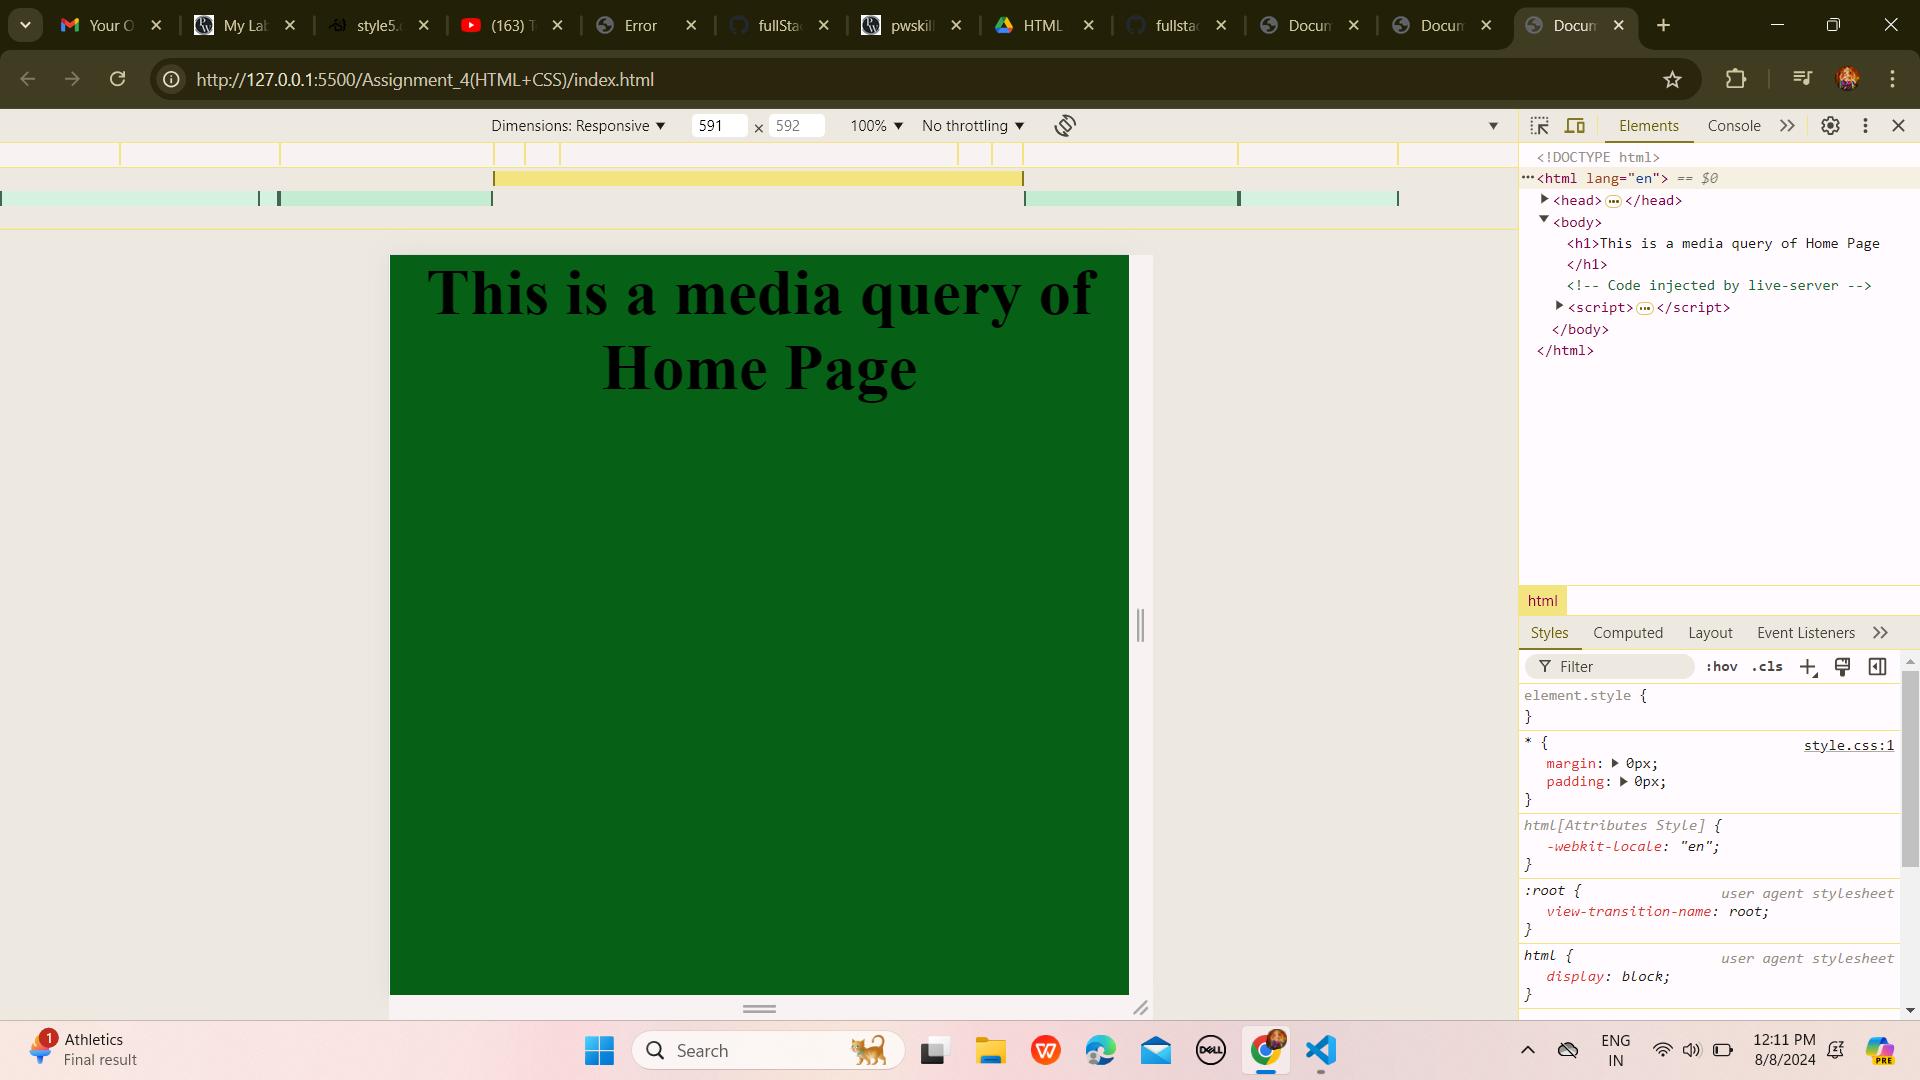 Your O
My Lab
style5.c
(163) T
Error
fullSta
pwskill
HTML
fullsta
Docum
Docum
Docum
http://127.0.0.1:5500/Assignment_4(HTML+CSS)/index.html
Dimensions: Responsive 591 × 592 100% No throttling
Elements Console
<!DOCTYPE html>
<html lang="en"> == $0
<head> </head>
<body>
<h1>This is a media query of Home Page
</h1>
<!-- Code injected by live-server -->
<script> </script>
</body>
</html>
This is a media query of
Home Page
html
Styles Computed Layout Event Listeners
Filter :hov .cls
element.style {
}
* { style.css:1
margin: 0px;
padding: 0px;
}
html[Attributes Style] {
-webkit-locale: "en";
}
:root { user agent stylesheet
view-transition-name: root;
}
html { user agent stylesheet
display: block;
}
1
Athletics
Final result
Search
DELL
ENG
IN
12:11 PM
8/8/2024
PRE